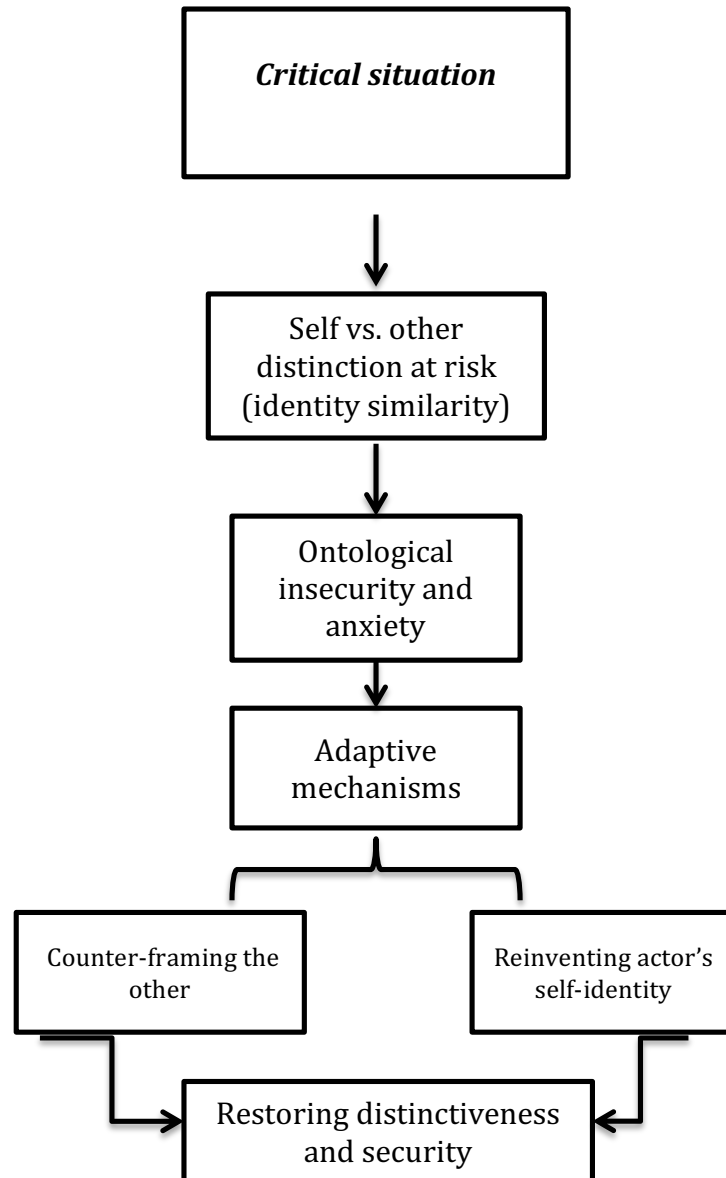 Critical situation
Self vs. other
distinction at risk
(identity similarity)
Ontological
insecurity and
anxiety
Adaptive
mechanisms
Counter-framing the
other
Reinventing actor’s
self-identity
Restoring distinctiveness
and security